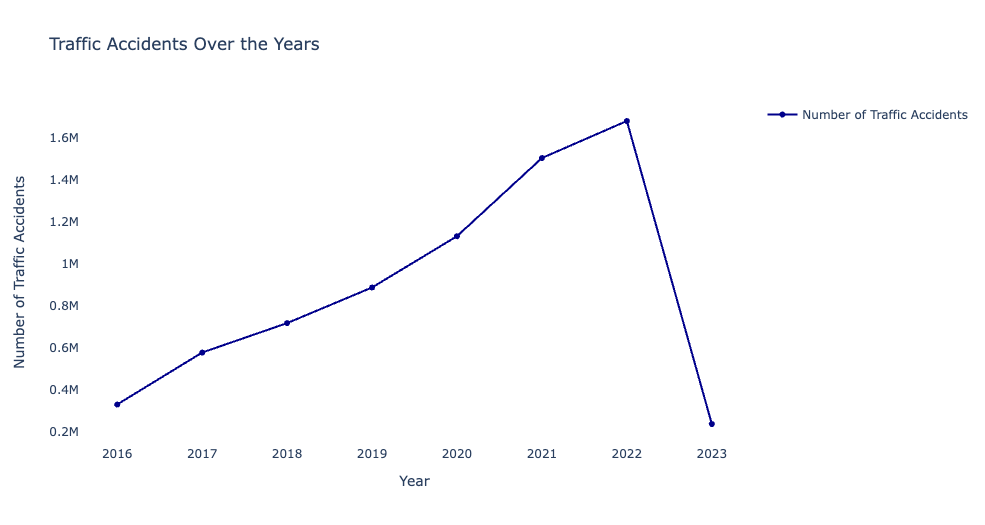 Traffic Accidents Over the Years
Number of Traffic Accidents
1.6M
1.4M
1.2M
1M
0.8M
0.6M
0.4M
0.2M
Number of Traffic Accidents
2016 2017 2018 2019 2020 2021 2022 2023
Year